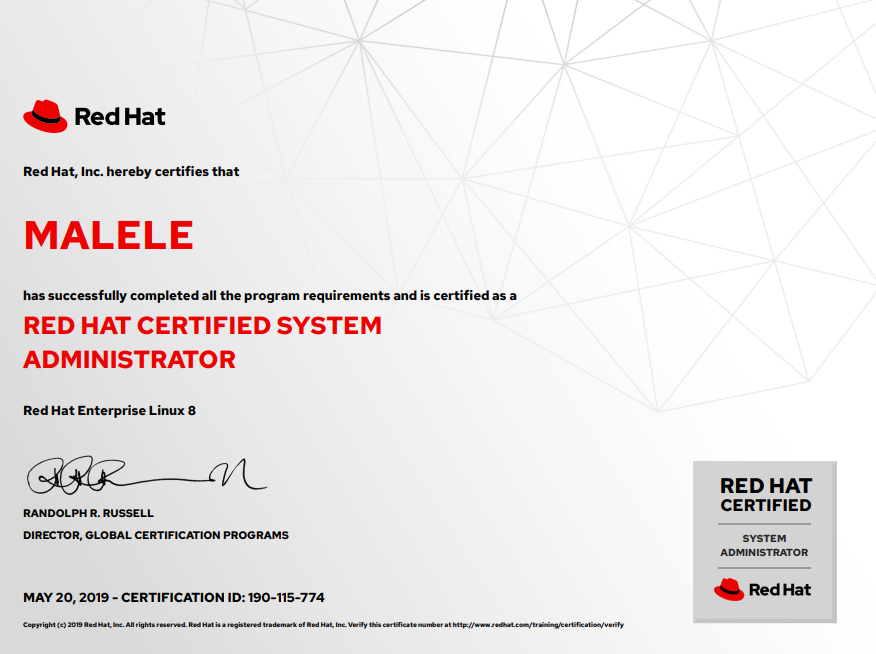 Red Hat
Red Hat, Inc. hereby certifies that
MALELE
has successfully completed all the program requirements and is certified as a
RED HAT CERTIFIED SYSTEM
ADMINISTRATOR
Red Hat Enterprise Linux 8
RANDOLPH R. RUSSELL
DIRECTOR, GLOBAL CERTIFICATION PROGRAMS
MAY 20, 2019 - CERTIFICATION ID: 190-115-774
Copyright (c) 2019 Red Hat, Inc. All rights reserved. Red Hat is a registered trademark of Red Hat, Inc. Verify this certificate number at http://www.redhat.com/training/certification/verify
RED HAT
CERTIFIED
SYSTEM
ADMINISTRATOR
Red Hat